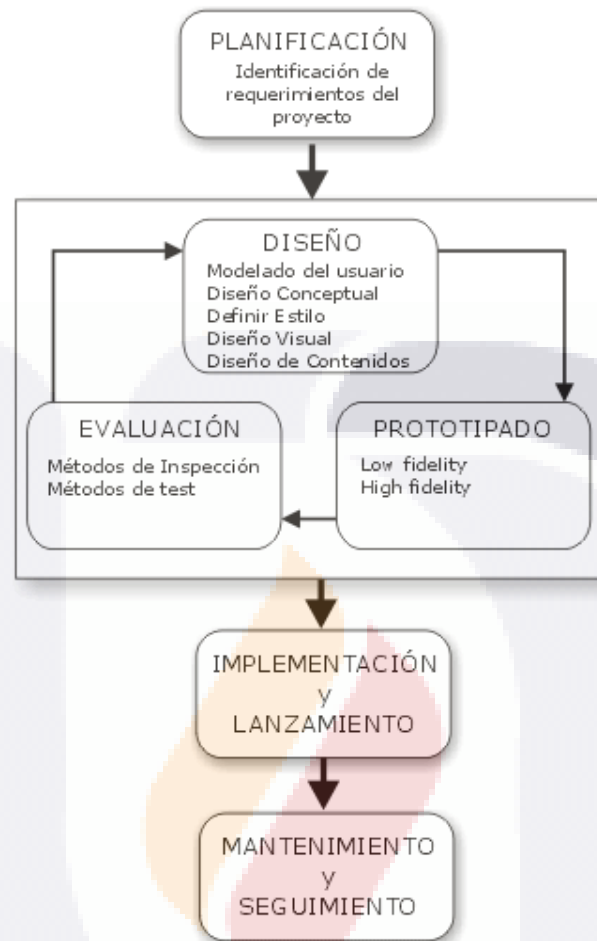 PLANIFICACIÓN
Identificación de
requerimientos del
proyecto
DISEÑO
Modelado del usuario
Diseño Conceptual
Definir Estilo
Diseño Visual
Diseño de Contenidos
EVALUACIÓN
Métodos de Inspección
Métodos de test
PROTOTIPADO
Low fidelity
High fidelity
IMPLEMENTACIÓN
y
LANZAMIENTO
MANTENIMIENTO
y
SEGUIMIENTO